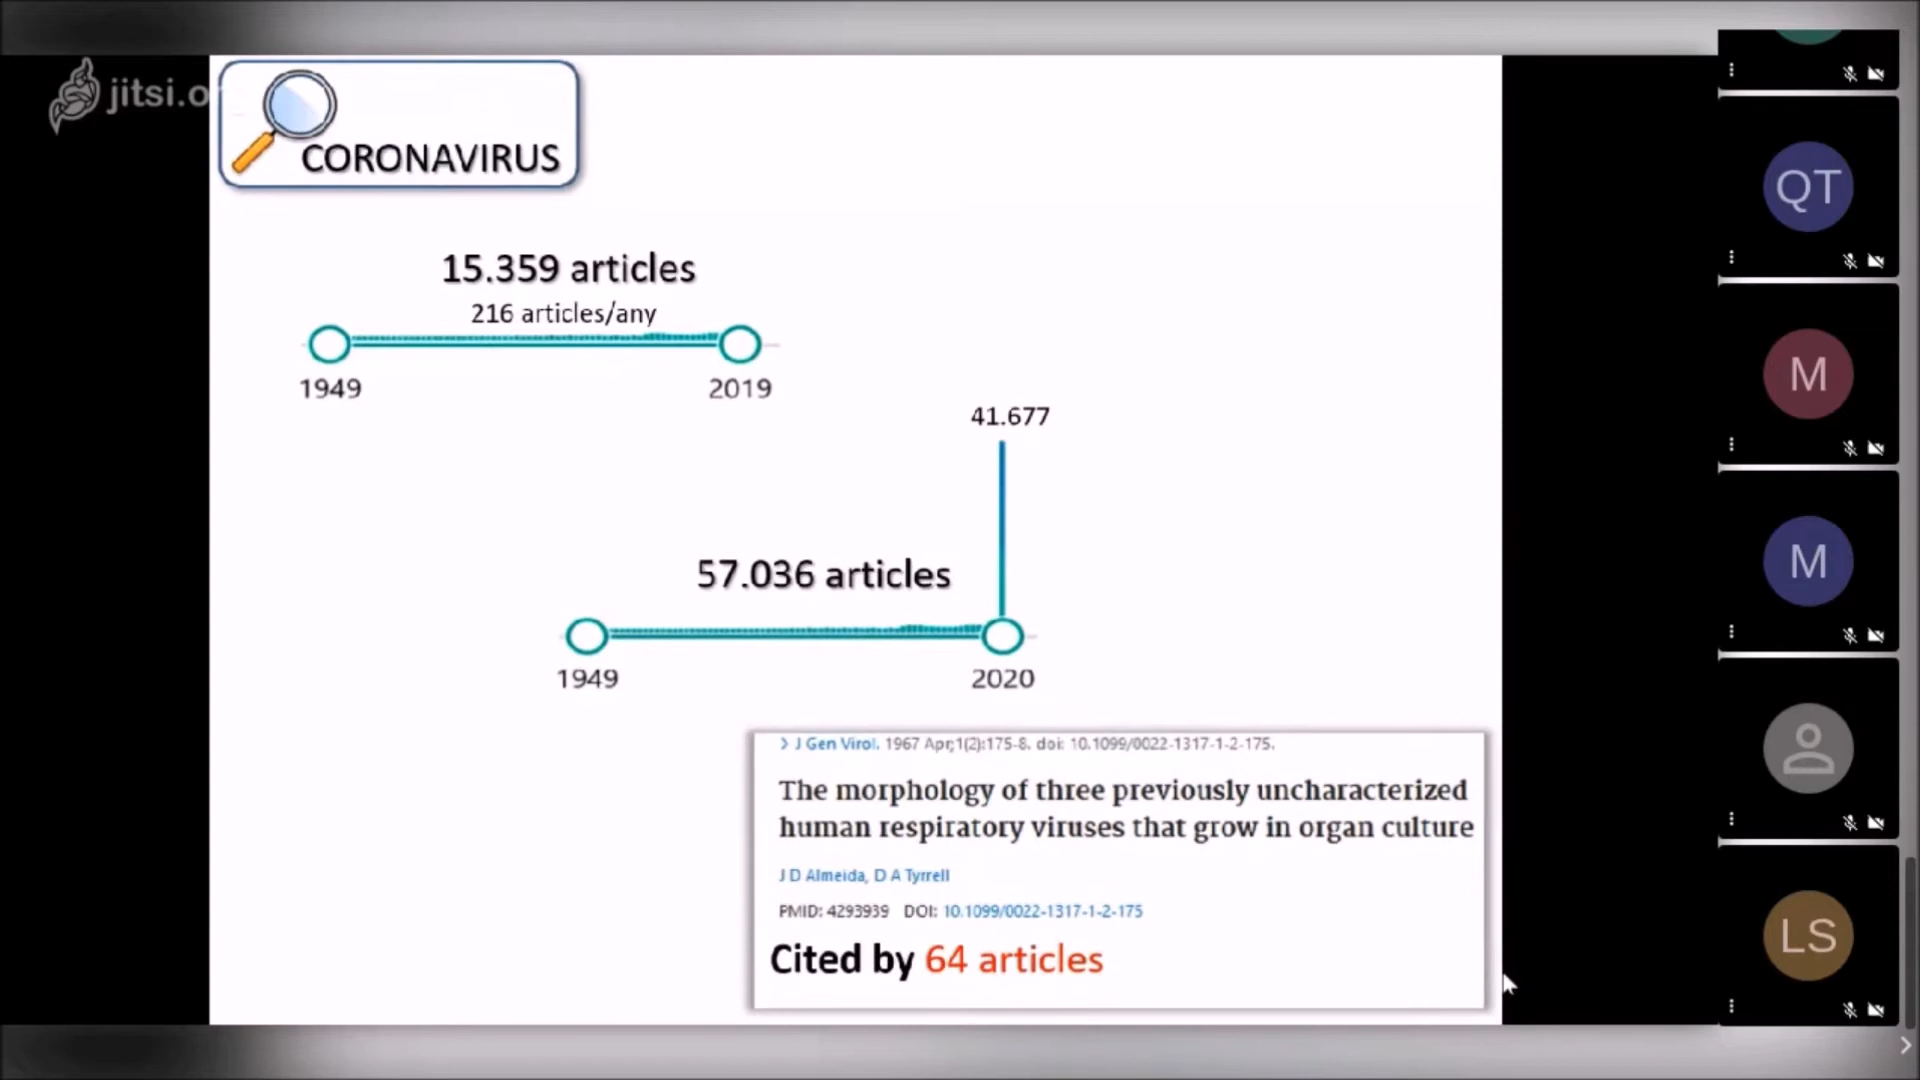 jitsi.o
CORONAVIRUS
15.359 articles
216 articles/any
1949
2019
41.677
57.036 articles
1949
2020
> J Gen Virol. 1967 Apr;1(2):175-8. doi: 10.1099/0022-1317-1-2-175.
The morphology of three previously uncharacterized
human respiratory viruses that grow in organ culture
J D Almeida, D A Tyrrell
PMID: 4293939 DOI: 10.1099/0022-1317-1-2-175
Cited by 64 articles
QT
M
M
LS